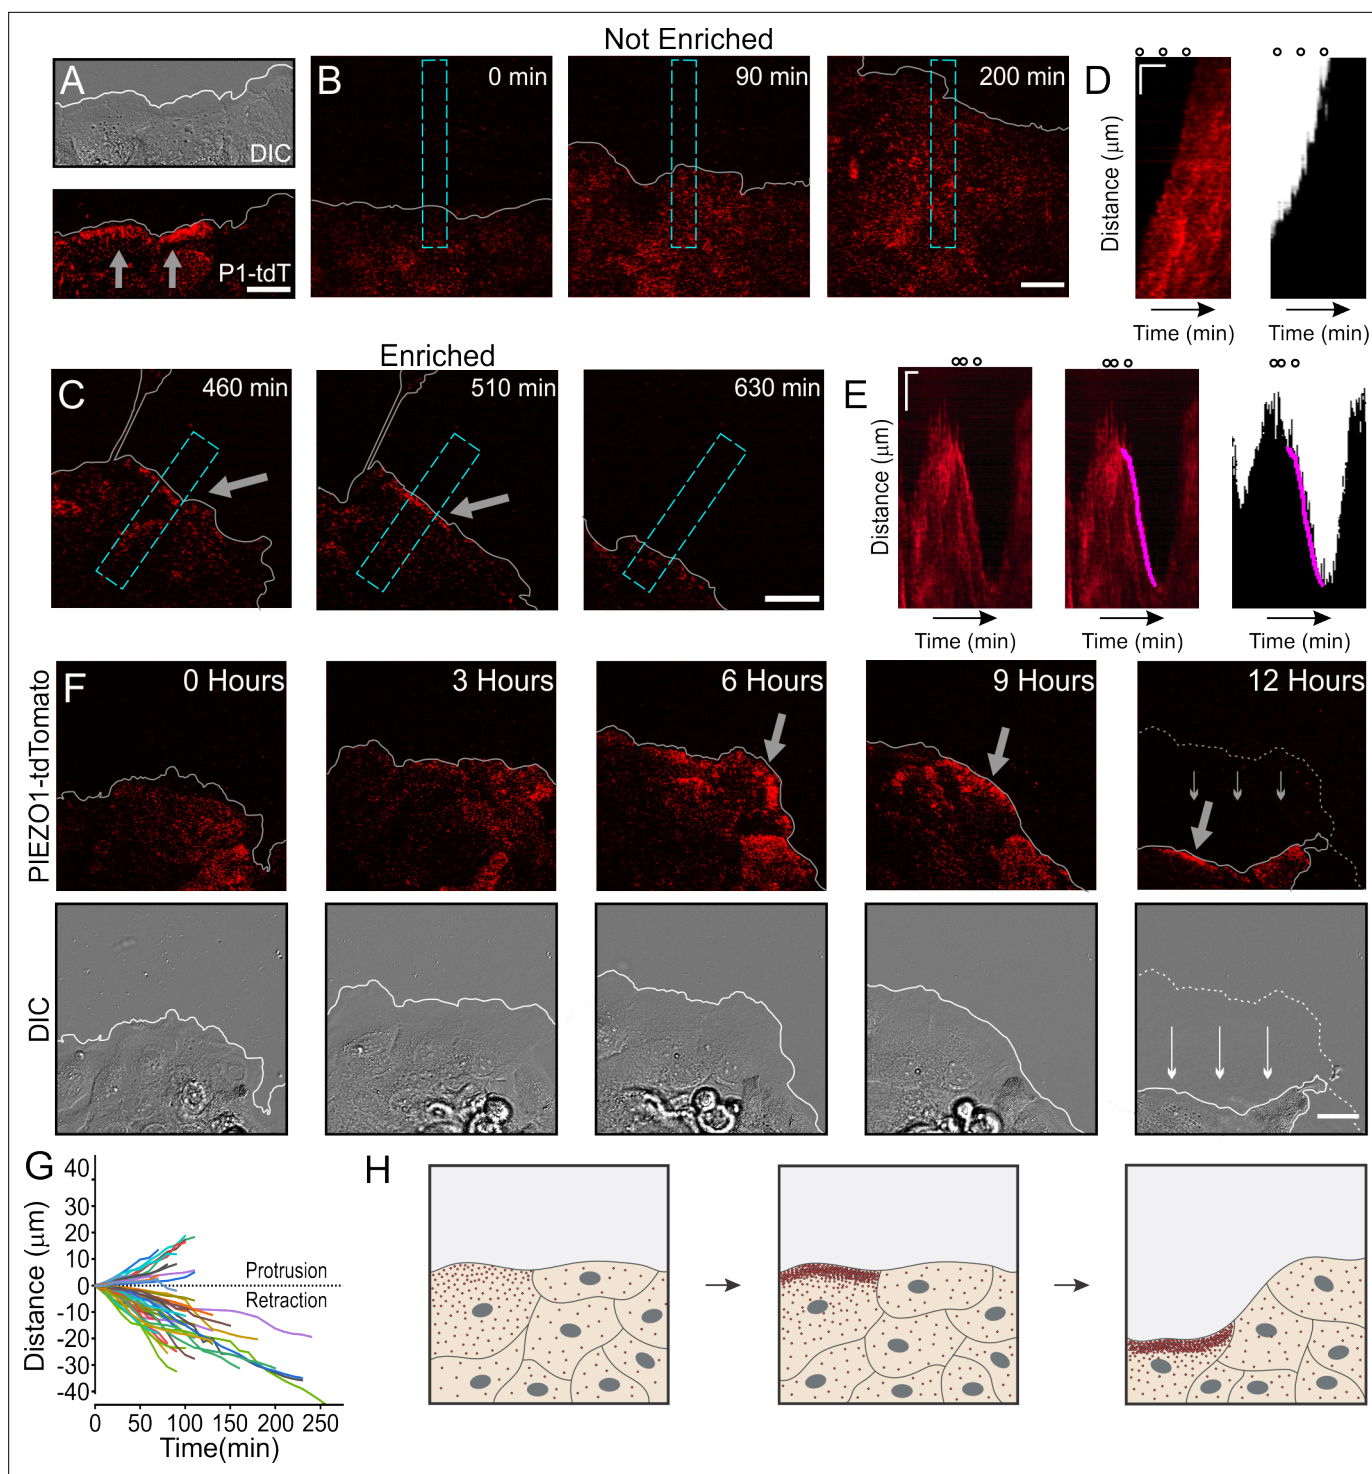 Not Enriched
A
DIC
P1-tdT
B
0 min
90 min
200 min
D
Distance (μm)
Time (min)
Time (min)
Enriched
C
460 min
510 min
630 min
E
Distance (μm)
Time (min)
Time (min)
Time (min)
PIEZO1-tdTomato
F
0 Hours
3 Hours
6 Hours
9 Hours
12 Hours
DIC
G
Distance (μm)
40
30
20
10
0
-10
-20
-30
-40
Protrusion
Retraction
0 50 100 150 200 250
Time(min)
H